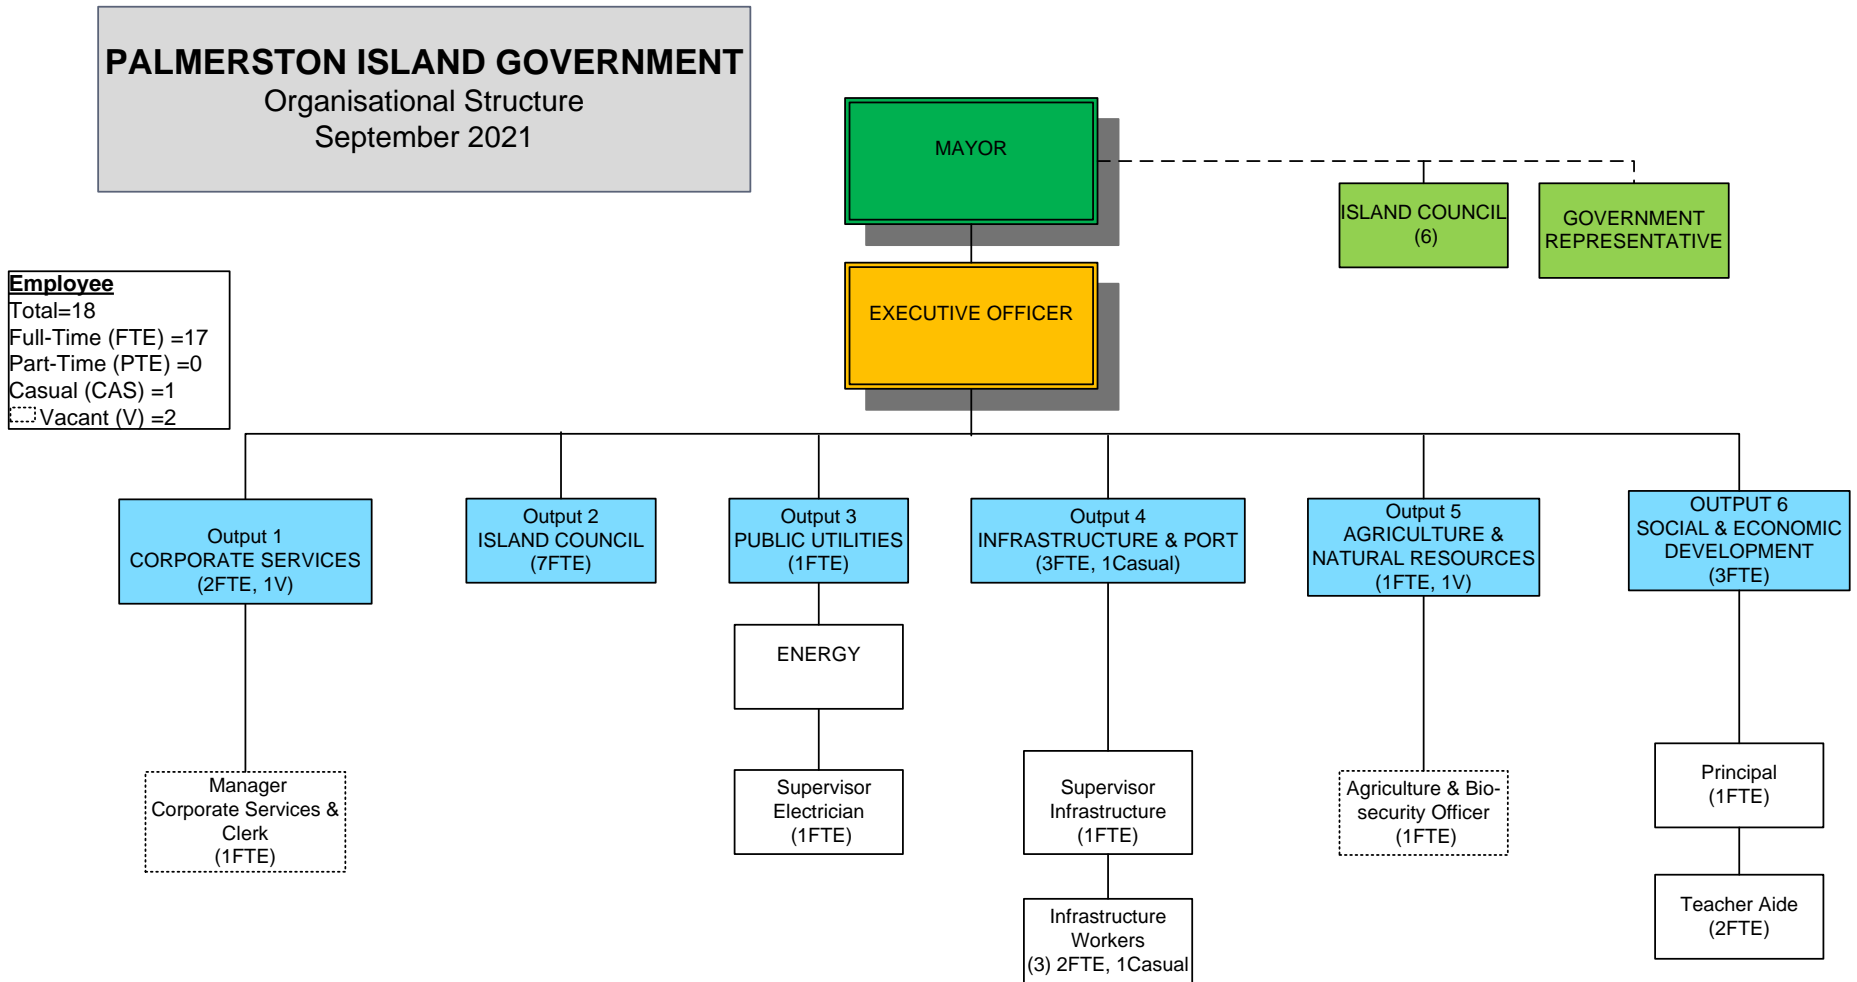 PALMERSTON ISLAND GOVERNMENT
Organisational Structure
September 2021
MAYOR
ISLAND COUNCIL
(6)
GOVERNMENT
REPRESENTATIVE
EXECUTIVE OFFICER
Employee
Total=18
Full-Time (FTE) =17
Part-Time (PTE) =0
Casual (CAS) =1
Vacant (V) =2
Output 1
CORPORATE SERVICES
(2FTE, 1V)
Output 2
ISLAND COUNCIL
(7FTE)
Output 3
PUBLIC UTILITIES
(1FTE)
Output 4
INFRASTRUCTURE & PORT
(3FTE, 1Casual)
Output 5
AGRICULTURE &
NATURAL RESOURCES
(1FTE, 1V)
OUTPUT 6
SOCIAL & ECONOMIC
DEVELOPMENT
(3FTE)
ENERGY
Manager
Corporate Services &
Clerk
(1FTE)
Supervisor
Electrician
(1FTE)
Supervisor
Infrastructure
(1FTE)
Agriculture & Bio-
security Officer
(1FTE)
Principal
(1FTE)
Infrastructure
Workers
(3) 2FTE, 1Casual
Teacher Aide
(2FTE)